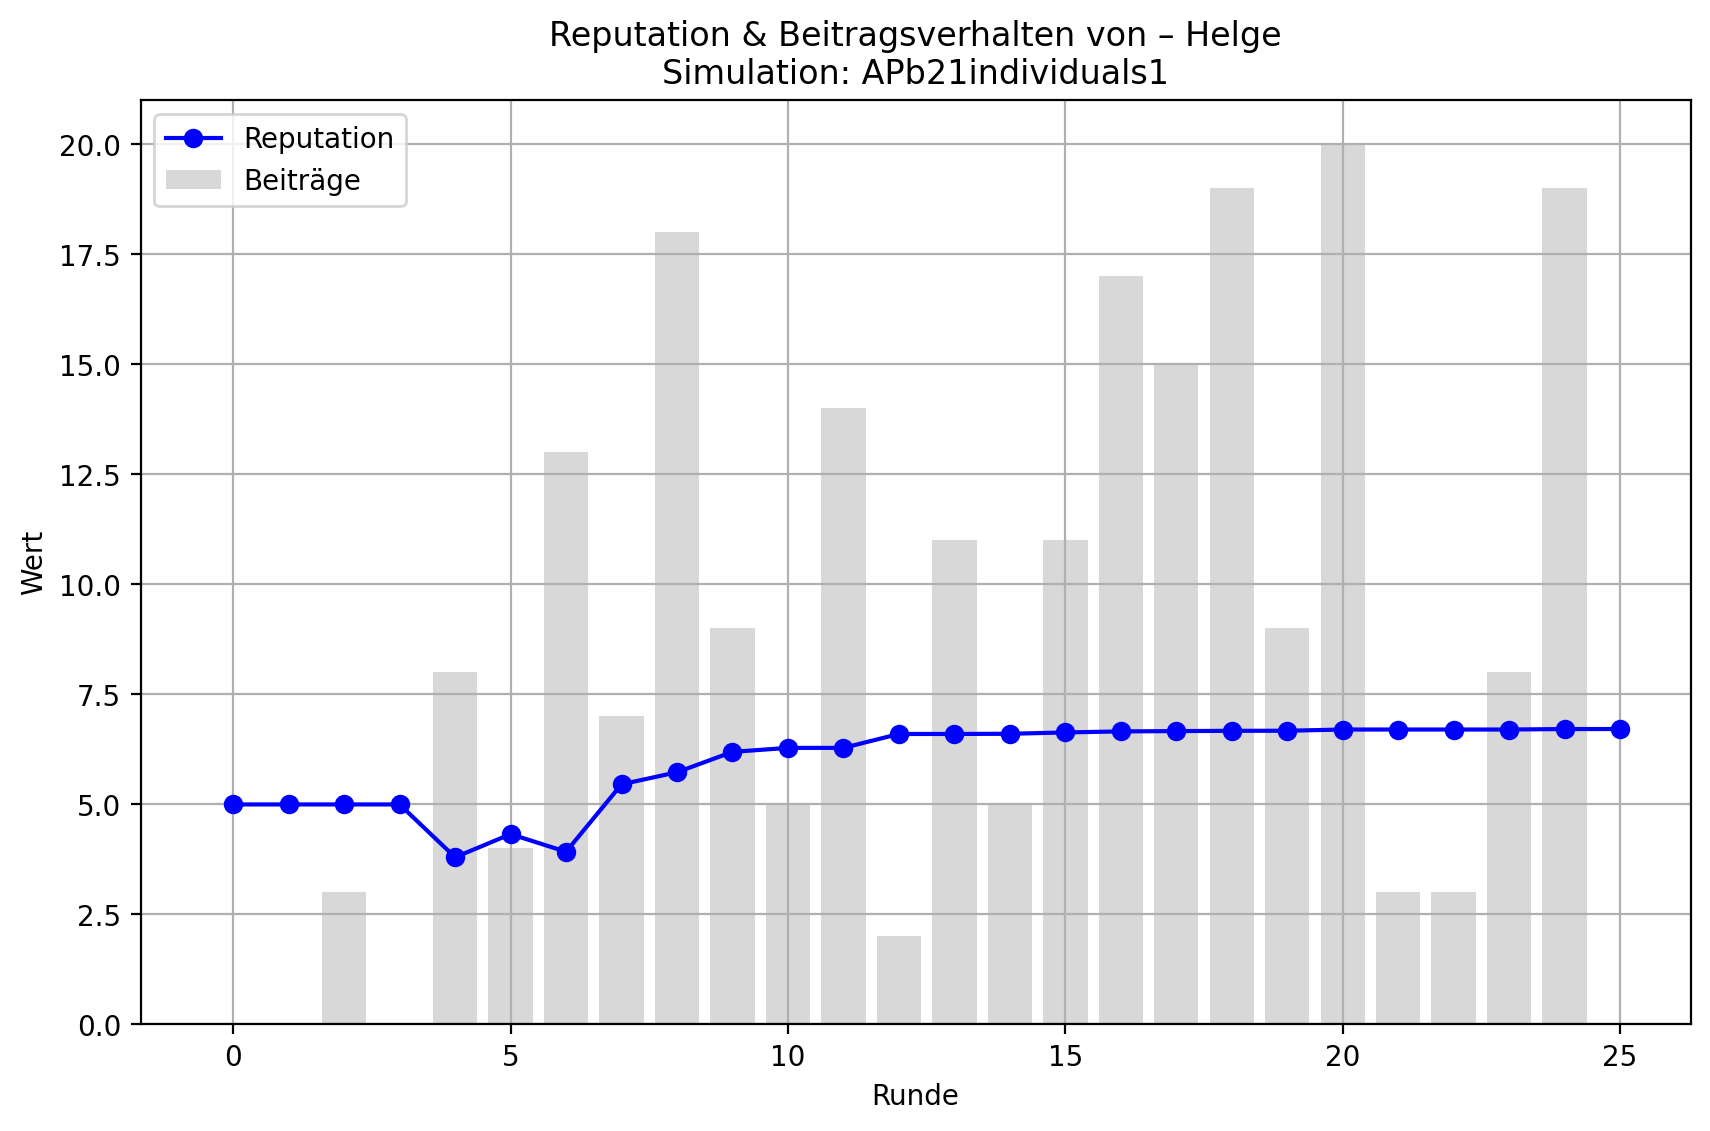 Reputation & Beitragsverhalten von – Helge
Simulation: APb21individuals1
Reputation
Beiträge
20.0
17.5
15.0
12.5
10.0
7.5
5.0
2.5
0.0
Wert
0 5 10 15 20 25
Runde